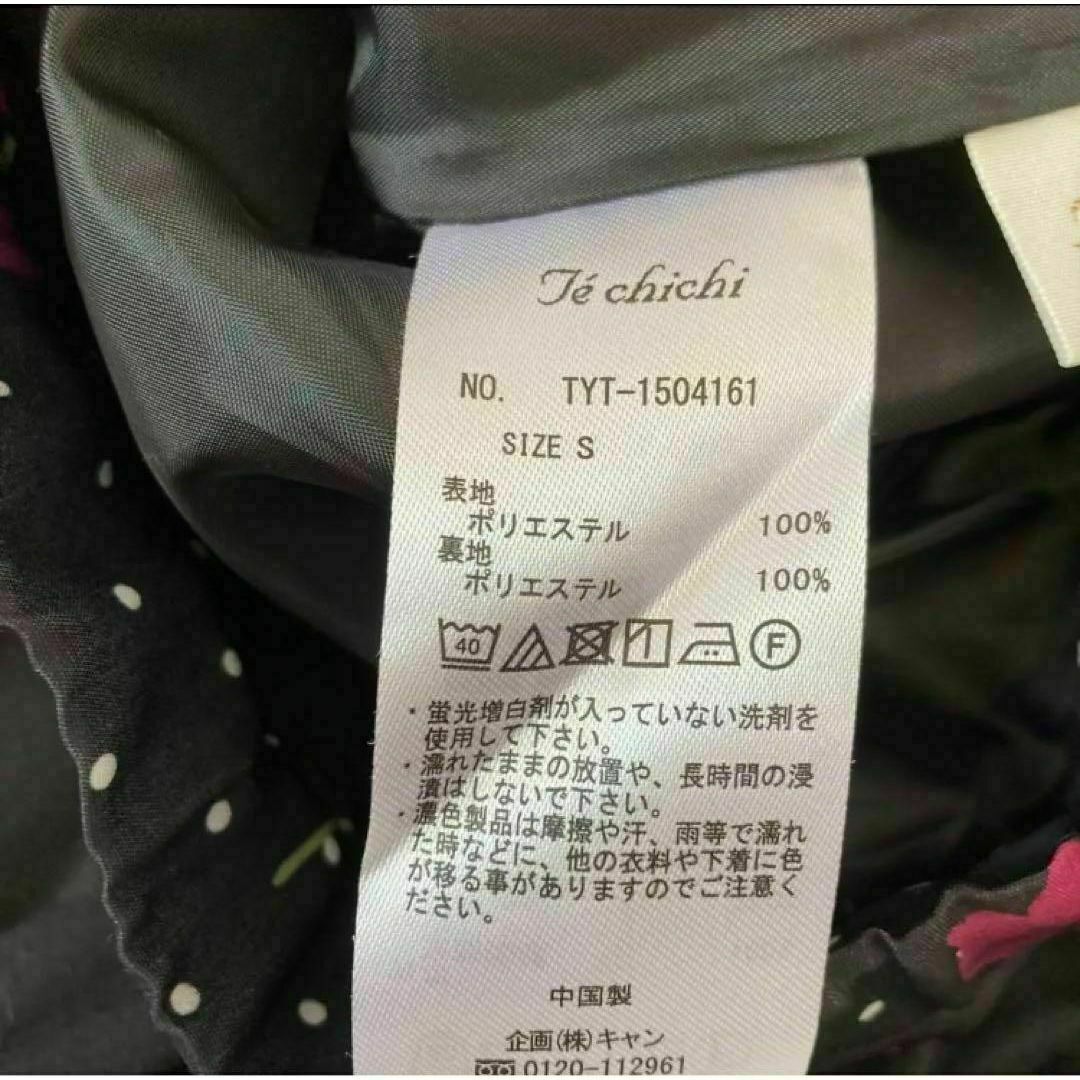 Té chichi
NO. TYT-1504161
SIZE S
表地
ポリエステル 100%
裏地
ポリエステル 100%
40 F
・蛍光増白剤が入っていない洗剤を
使用して下さい。
・濡れたままの放置や、長時間の浸
漬はしないで下さい。
・濃色製品は摩擦や汗、雨等で濡れ
た時などに、他の衣料や下着に色
が移る事がありますのでご注意く
ださい。
中国製
企画(株)キャン
0120-112961